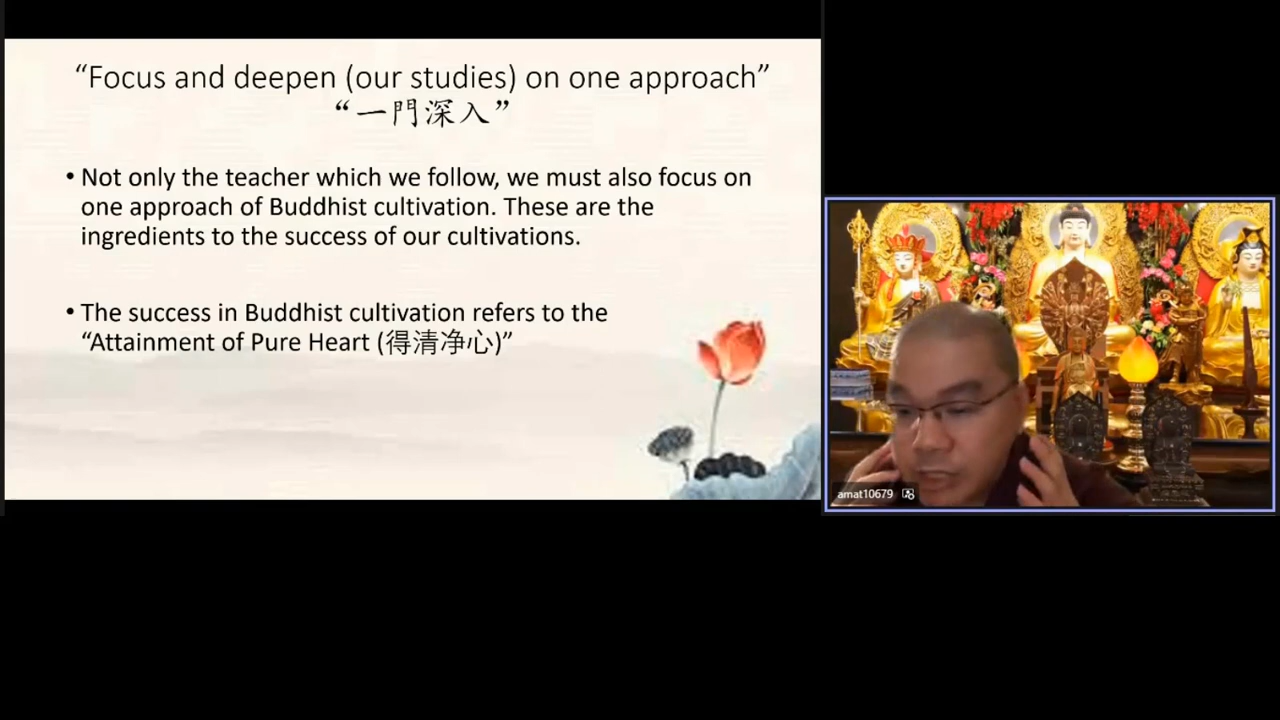 “Focus and deepen (our studies) on one approach”
“一門深入”
• Not only the teacher which we follow, we must also focus on
one approach of Buddhist cultivation. These are the
ingredients to the success of our cultivations.
• The success in Buddhist cultivation refers to the
“Attainment of Pure Heart (得清净心)”
amat10679